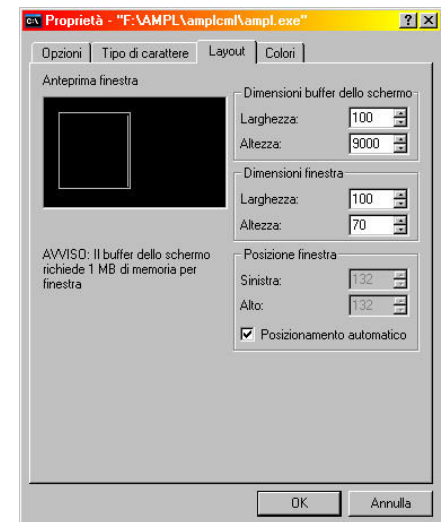 Proprietà - "F:\AMPL\amplcml\ampl.exe"
Opzioni Tipo di carattere Layout Colori
Anteprima finestra
Dimensioni buffer dello schermo
Larghezza: 100
Altezza: 9000
Dimensioni finestra
Larghezza: 100
Altezza: 70
AVVISO: Il buffer dello schermo
richiede 1 MB di memoria per
finestra
Posizione finestra
Sinistra: 132
Alto: 132
Posizionamento automatico
OK Annulla